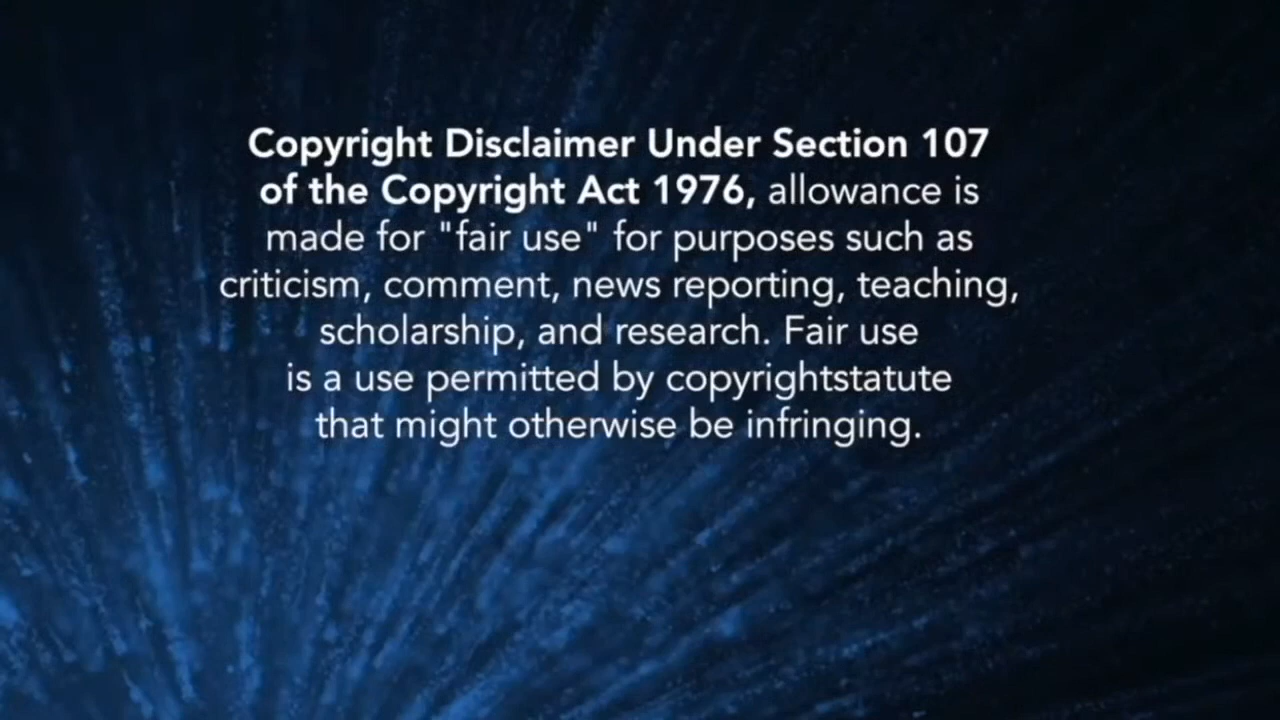 Copyright Disclaimer Under Section 107
of the Copyright Act 1976, allowance is
made for "fair use" for purposes such as
criticism, comment, news reporting, teaching,
scholarship, and research. Fair use
is a use permitted by copyrightstatute
that might otherwise be infringing.